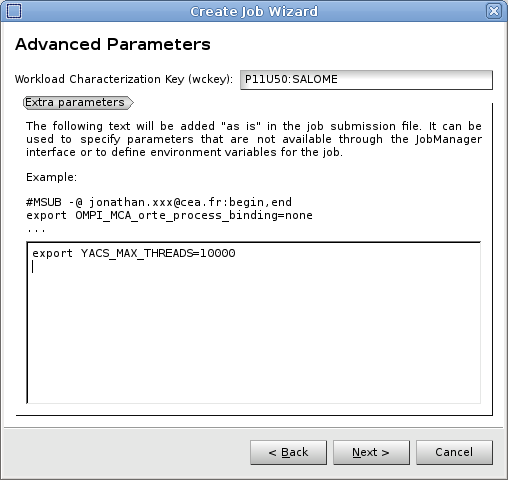 Create Job Wizard
Advanced Parameters
Workload Characterization Key (wckey): P11U50:SALOME
Extra parameters
The following text will be added "as is" in the job submission file. It can be
used to specify parameters that are not available through the JobManager
interface or to define environment variables for the job.
Example:
#MSUB -@ jonathan.xxx@cea.fr:begin,end
export OMPI_MCA_orte_process_binding=none
...
export YACS_MAX_THREADS=10000
< Back Next > Cancel